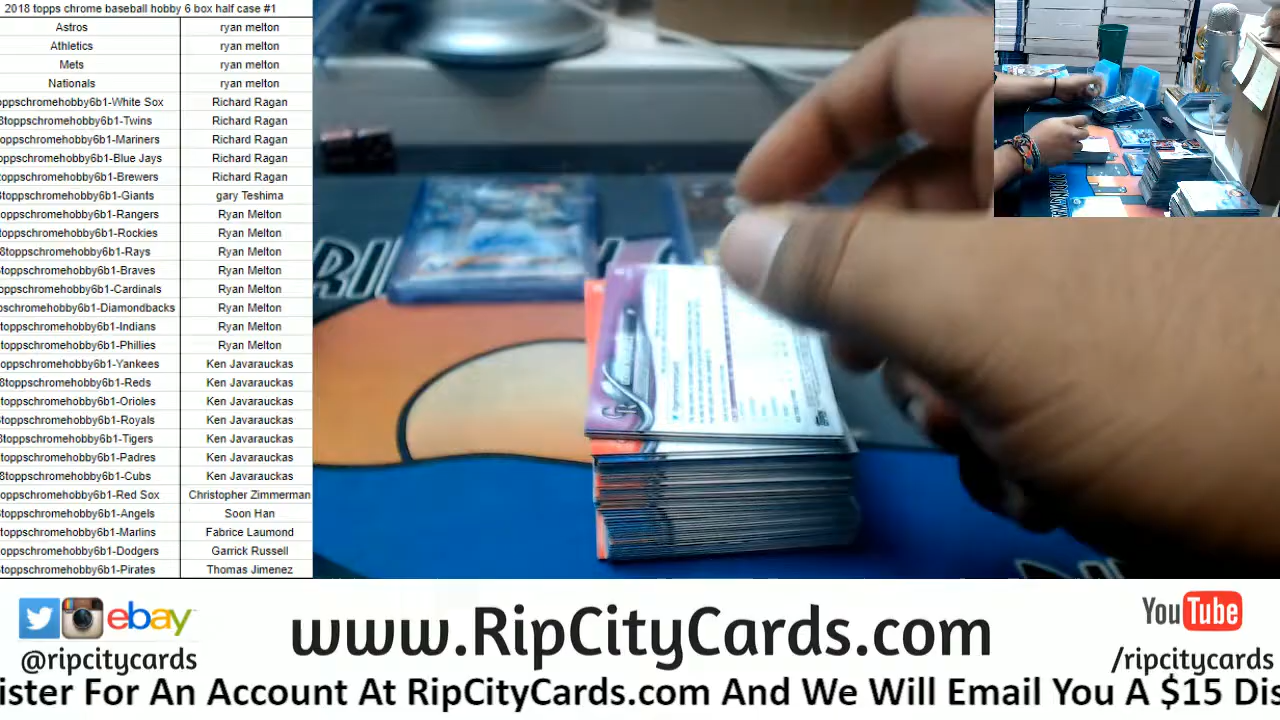 2018 topps chrome baseball hobby 6 box half case #1
Astros ryan melton
Athletics ryan melton
Mets ryan melton
Nationals ryan melton
oppschromehobby6b1-White Sox Richard Ragan
8toppschromehobby6b1-Twins Richard Ragan
toppschromehobby6b1-Mariners Richard Ragan
oppschromehobby6b1-Blue Jays Richard Ragan
toppschromehobby6b1-Brewers Richard Ragan
toppschromehobby6b1-Giants gary Teshima
toppschromehobby6b1-Rangers Ryan Melton
toppschromehobby6b1-Rockies Ryan Melton
8toppschromehobby6b1-Rays Ryan Melton
toppschromehobby6b1-Braves Ryan Melton
oppschromehobby6b1-Cardinals Ryan Melton
pschromehobby6b1-Diamondbacks Ryan Melton
toppschromehobby6b1-Indians Ryan Melton
toppschromehobby6b1-Phillies Ryan Melton
oppschromehobby6b1-Yankees Ken Javarauckas
8toppschromehobby6b1-Reds Ken Javarauckas
toppschromehobby6b1-Orioles Ken Javarauckas
toppschromehobby6b1-Royals Ken Javarauckas
8toppschromehobby6b1-Tigers Ken Javarauckas
toppschromehobby6b1-Padres Ken Javarauckas
8toppschromehobby6b1-Cubs Ken Javarauckas
oppschromehobby6b1-Red Sox Christopher Zimmerman
toppschromehobby6b1-Angels Soon Han
toppschromehobby6b1-Marlins Fabrice Laumond
oppschromehobby6b1-Dodgers Garrick Russell
toppschromehobby6b1-Pirates Thomas Jimenez
RI
ebay
@ripcitycards
www.RipCityCards.com
YouTube
/ripcitycards
ister For An Account At RipCityCards.com And We Will Email You A $15 Dis